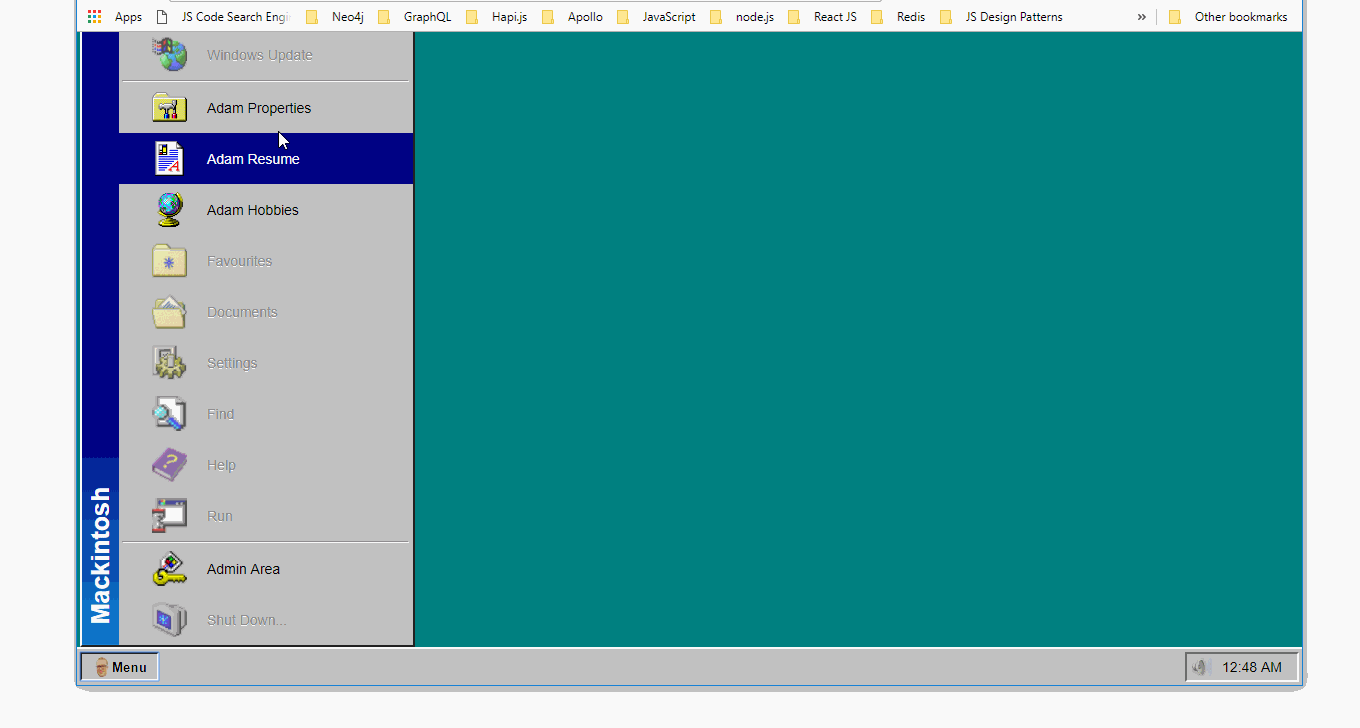 Apps JS Code Search Engi Neo4j GraphQL Hapi.js Apollo JavaScript node.js React JS Redis JS Design Patterns » Other bookmarks
Windows Update
Adam Properties
Adam Resume
Adam Hobbies
Favourites
Documents
Settings
Find
Help
Run
Admin Area
Shut Down...
Mackintosh
Menu
12:48 AM